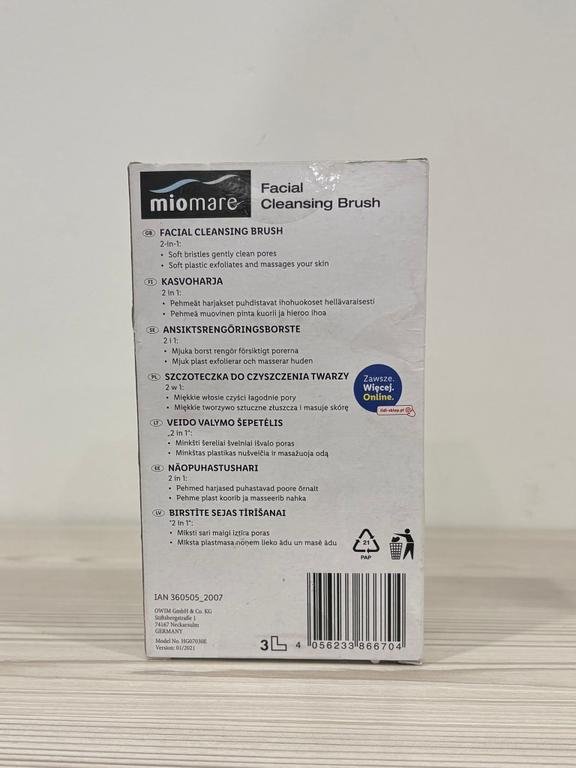 miomare
Facial
Cleansing Brush
GB FACIAL CLEANSING BRUSH
2-in-1:
• Soft bristles gently clean pores
• Soft plastic exfoliates and massages your skin
FI KASVOHARJA
2 in 1:
• Pehmeät harjakset puhdistavat ihohuokoset hellävaraisesti
• Pehmeä muovinen pinta kuorii ja hieroo ihoa
SE ANSIKTSRENGÖRINGSBORSTE
2 i 1:
• Mjuka borst rengör försiktigt porerna
• Mjuk plast exfolierar och masserar huden
PL SZCZOTECZKA DO CZYSZCZENIA TWARZY
2 w 1:
• Miękkie włosie czyści łagodnie pory
• Miękkie tworzywo sztuczne złuszcza i masuje skórę
Zawsze.
Więcej.
Online.
lidl-sklep.pl
LT VEIDO VALYMO ŠEPETĖLIS
„2 in 1“:
• Minkšti šereliai švelniai išvalo poras
• Minkštas plastikas nušveičia ir masažuoja odą
EE NÄOPUHASTUSHARI
2 in 1:
• Pehmed harjased puhastavad poore õrnalt
• Pehme plast koorib ja masseerib nahka
LV BIRSTĪTE SEJAS TĪRĪŠANAI
"2 in 1":
• Mīksti sari maigi iztīra poras
• Mīksta plastmasa noņem lieko ādu un masē ādu
21
PAP
IAN 360505_2007
OWIM GmbH & Co. KG
Stiftsbergstraße 1
74167 Neckarsulm
GERMANY
Model No. HG07030E
Version: 01/2021
3L
4 056233 866704